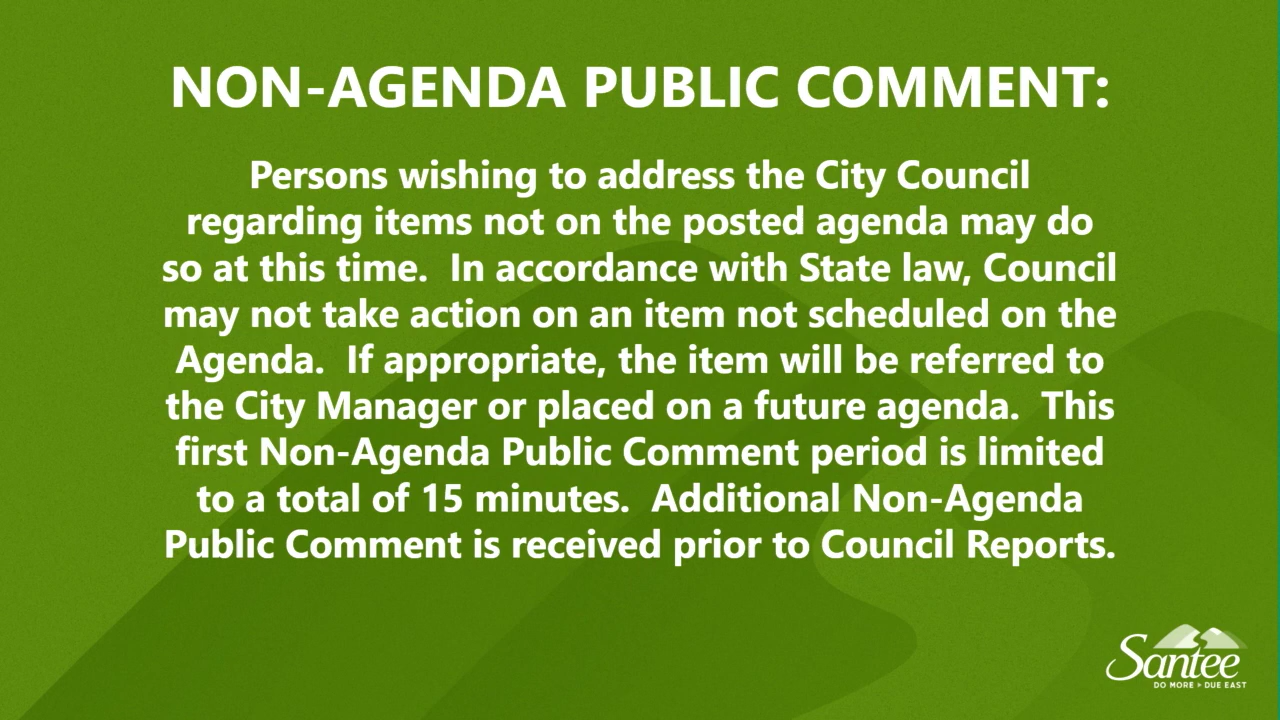 NON-AGENDA PUBLIC COMMENT:
Persons wishing to address the City Council
regarding items not on the posted agenda may do
so at this time.  In accordance with State law, Council
may not take action on an item not scheduled on the
Agenda.  If appropriate, the item will be referred to
the City Manager or placed on a future agenda.  This
first Non-Agenda Public Comment period is limited
to a total of 15 minutes.  Additional Non-Agenda
Public Comment is received prior to Council Reports.
Santee
DO MORE ▸ DUE EAST